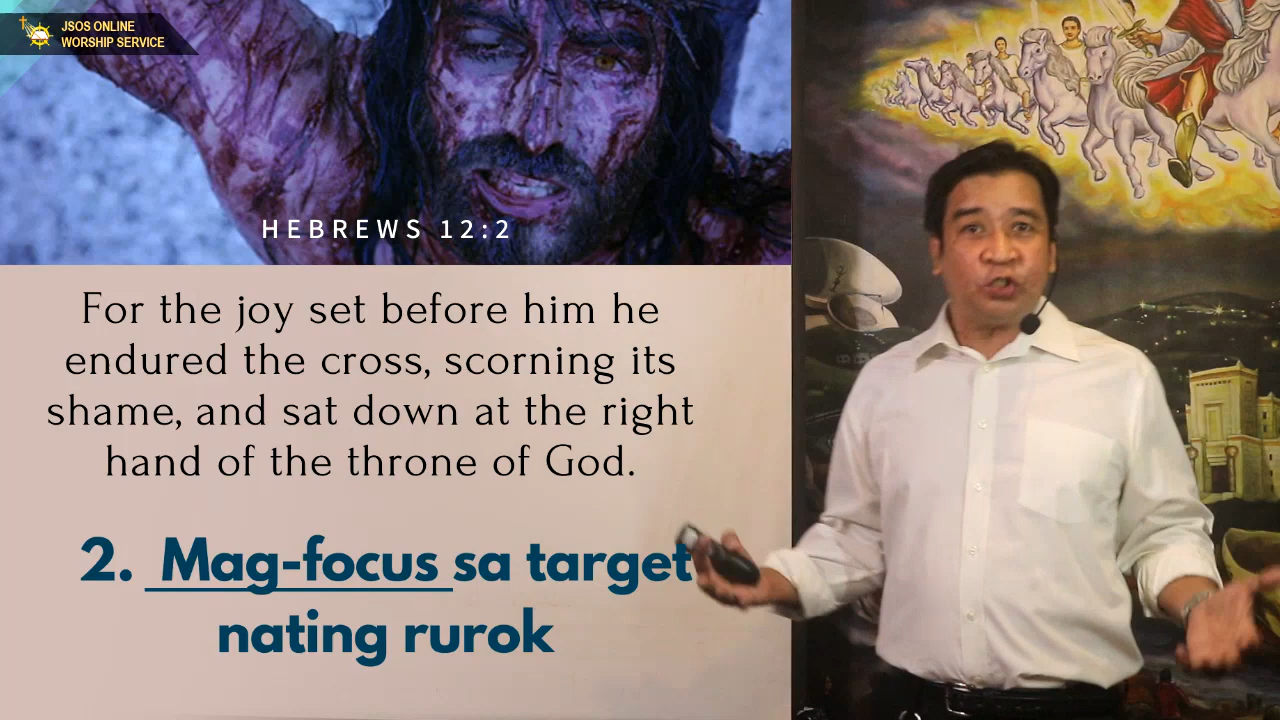 JSOS ONLINE
WORSHIP SERVICE
HEBREWS 12:2
For the joy set before him he
endured the cross, scorning its
shame, and sat down at the right
hand of the throne of God.
2. Mag-focus sa target
nating rurok